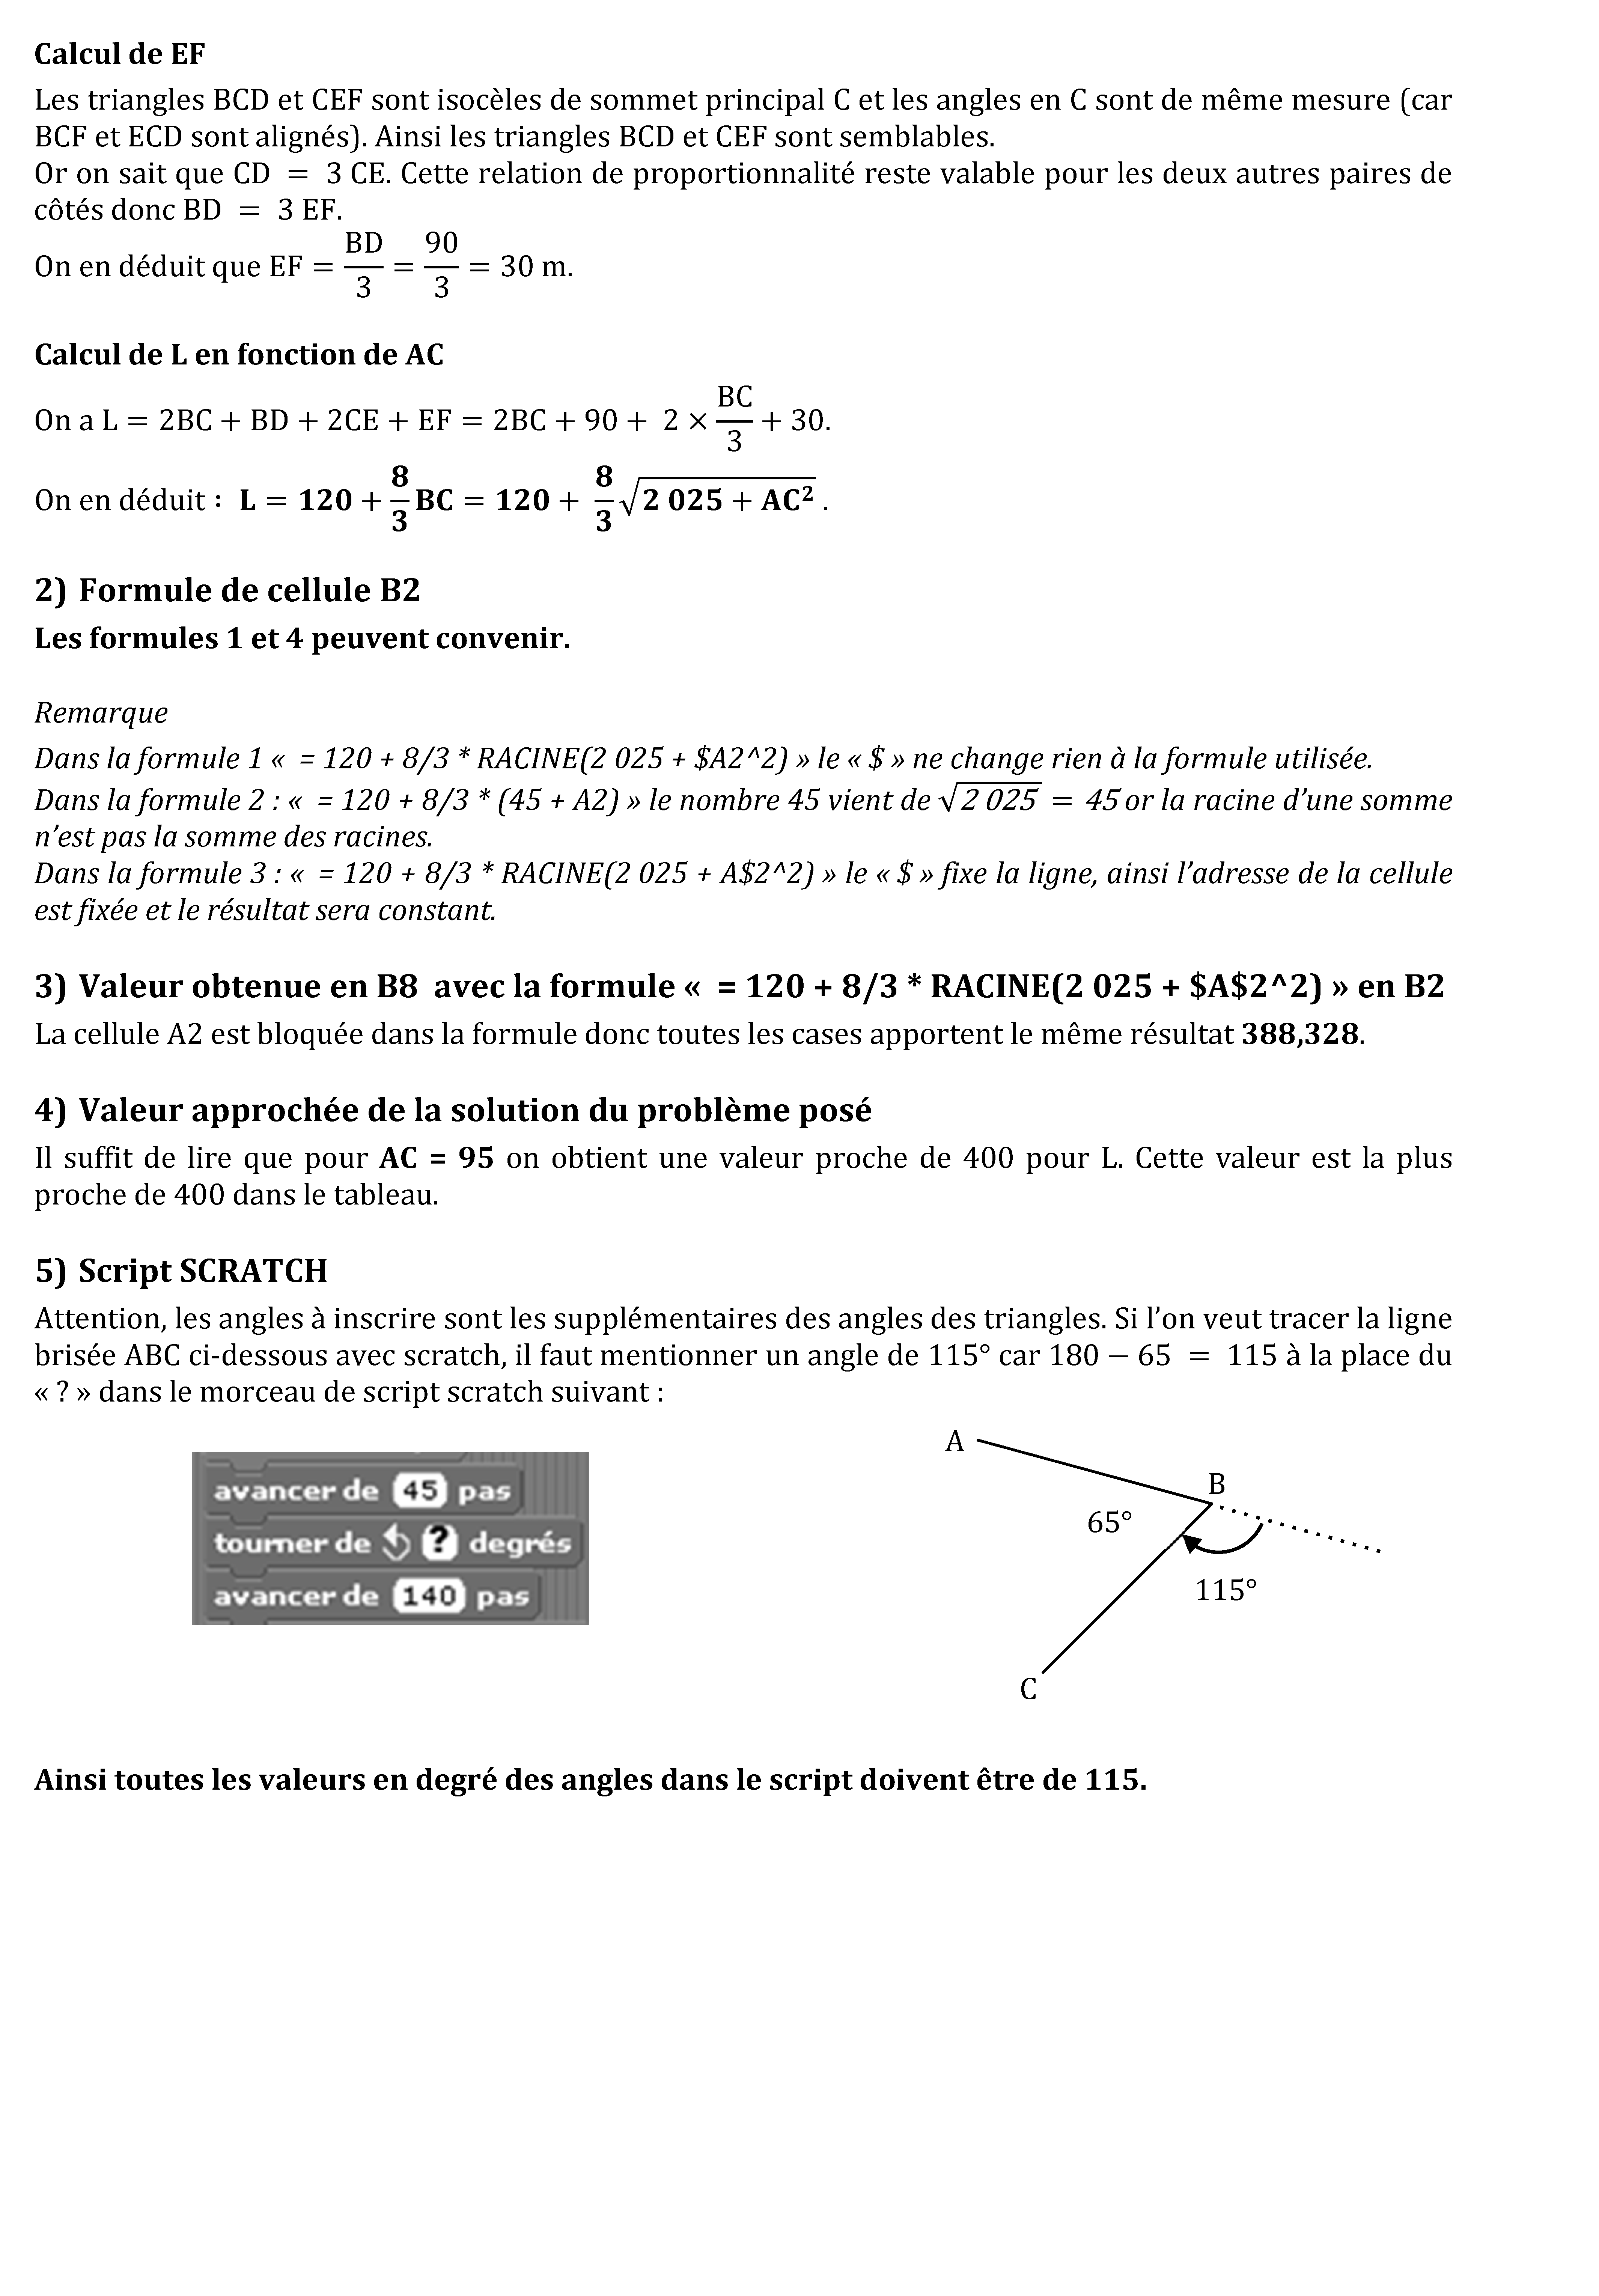 Calcul de EF
Les triangles BCD et CEF sont isocèles de sommet principal C et les angles en C sont de même mesure (car
BCF et ECD sont alignés). Ainsi les triangles BCD et CEF sont semblables.
Or on sait que CD = 3 CE. Cette relation de proportionnalité reste valable pour les deux autres paires de
côtés donc BD = 3 EF.
On en déduit que EF = BD/3 = 90/3 = 30 m.
Calcul de L en fonction de AC
On a L = 2BC + BD + 2CE + EF = 2BC + 90 + 2 × BC/3 + 30.
On en déduit : L = 120 + 8/3 BC = 120 + 8/3 √(2 025 + AC²) .
2) Formule de cellule B2
Les formules 1 et 4 peuvent convenir.
Remarque
Dans la formule 1 « = 120 + 8/3 * RACINE(2 025 + $A2^2) » le « $ » ne change rien à la formule utilisée.
Dans la formule 2 : « = 120 + 8/3 * (45 + A2) » le nombre 45 vient de √2 025 = 45 or la racine d’une somme
n’est pas la somme des racines.
Dans la formule 3 : « = 120 + 8/3 * RACINE(2 025 + A$2^2) » le « $ » fixe la ligne, ainsi l’adresse de la cellule
est fixée et le résultat sera constant.
3) Valeur obtenue en B8 avec la formule « = 120 + 8/3 * RACINE(2 025 + $A$2^2) » en B2
La cellule A2 est bloquée dans la formule donc toutes les cases apportent le même résultat 388,328.
4) Valeur approchée de la solution du problème posé
Il suffit de lire que pour AC = 95 on obtient une valeur proche de 400 pour L. Cette valeur est la plus
proche de 400 dans le tableau.
5) Script SCRATCH
Attention, les angles à inscrire sont les supplémentaires des angles des triangles. Si l’on veut tracer la ligne
brisée ABC ci-dessous avec scratch, il faut mentionner un angle de 115° car 180 − 65 = 115 à la place du
« ? » dans le morceau de script scratch suivant :
avancer de 45 pas
tourner de ? degrés
avancer de 140 pas
A
B
65°
115°
C
Ainsi toutes les valeurs en degré des angles dans le script doivent être de 115.